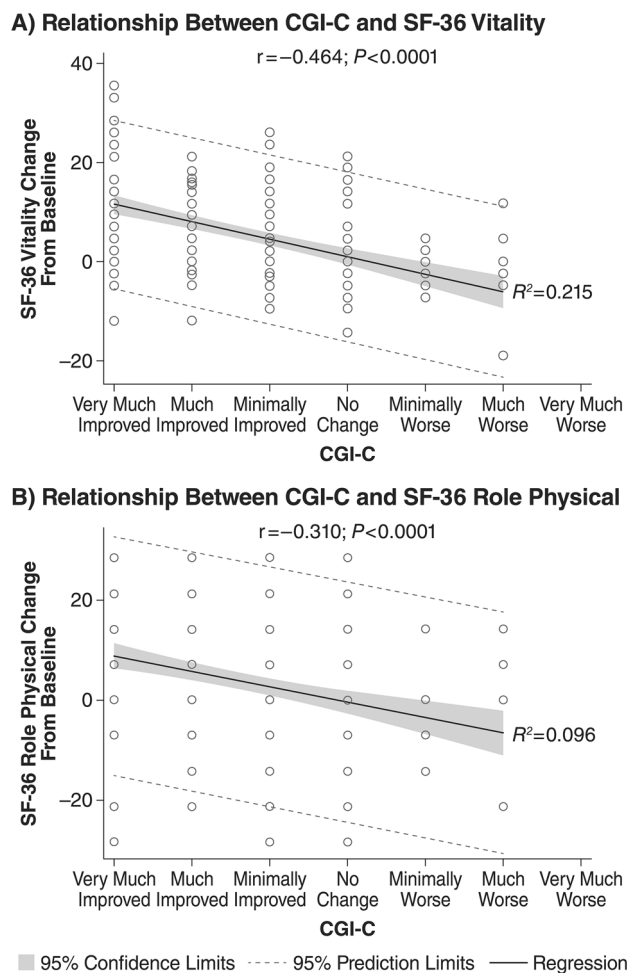 A) Relationship Between CGI-C and SF-36 Vitality
r=−0.464; P<0.0001
SF-36 Vitality Change
From Baseline
40
20
0
−20
R²=0.215
Very Much Improved
Much Improved
Minimally Improved
No Change
Minimally Worse
Much Worse
Very Much Worse
CGI-C
B) Relationship Between CGI-C and SF-36 Role Physical
r=−0.310; P<0.0001
SF-36 Role Physical Change
From Baseline
20
0
−20
R²=0.096
Very Much Improved
Much Improved
Minimally Improved
No Change
Minimally Worse
Much Worse
Very Much Worse
CGI-C
95% Confidence Limits
95% Prediction Limits
Regression